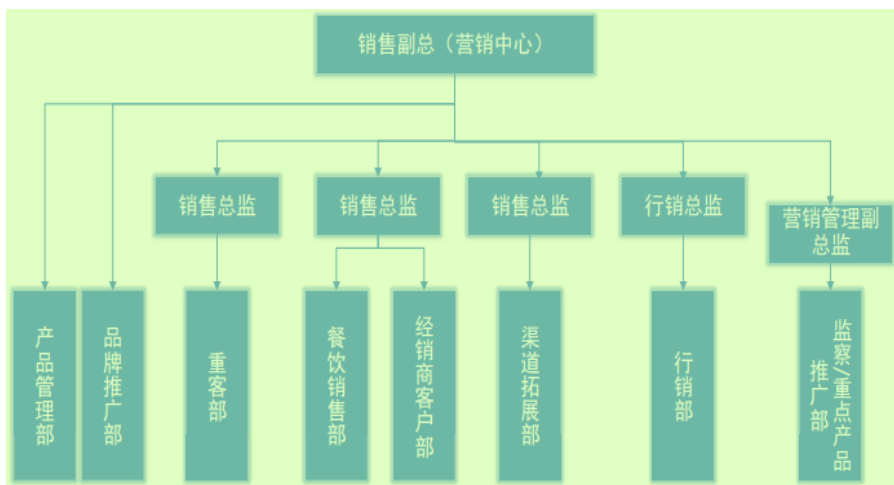 销售副总（营销中心）
销售总监
销售总监
销售总监
行销总监
营销管理副
总监
产品管理部
品牌推广部
重客部
餐饮销售部
经销商客户部
渠道拓展部
行销部
监察/重点产品
推广部